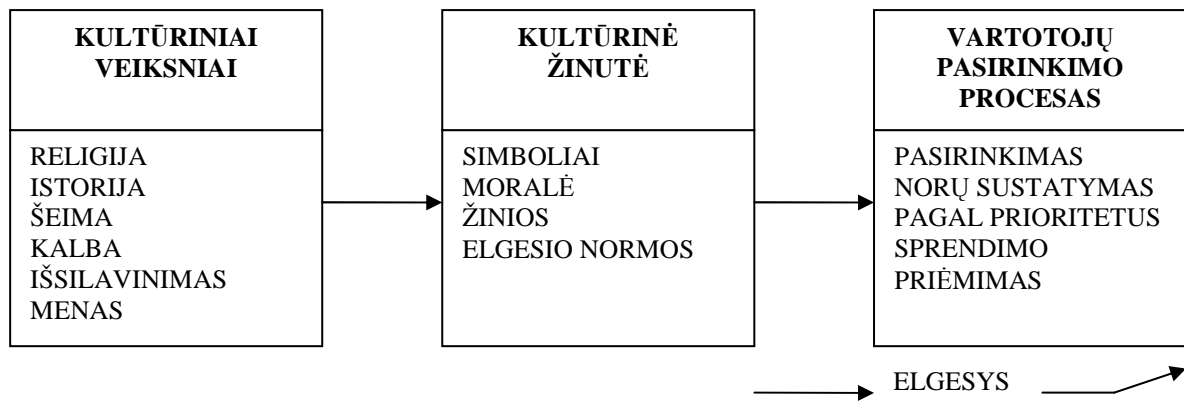 KULTŪRINIAI
VEIKSNIAI
RELIGIJA
ISTORIJA
ŠEIMA
KALBA
IŠSILAVINIMAS
MENAS
KULTŪRINĖ
ŽINUTĖ
SIMBOLIAI
MORALĖ
ŽINIOS
ELGESIO NORMOS
VARTOTOJŲ
PASIRINKIMO
PROCESAS
PASIRINKIMAS
NORŲ SUSTATYMAS
PAGAL PRIORITETUS
SPRENDIMO
PRIĖMIMAS
ELGESYS